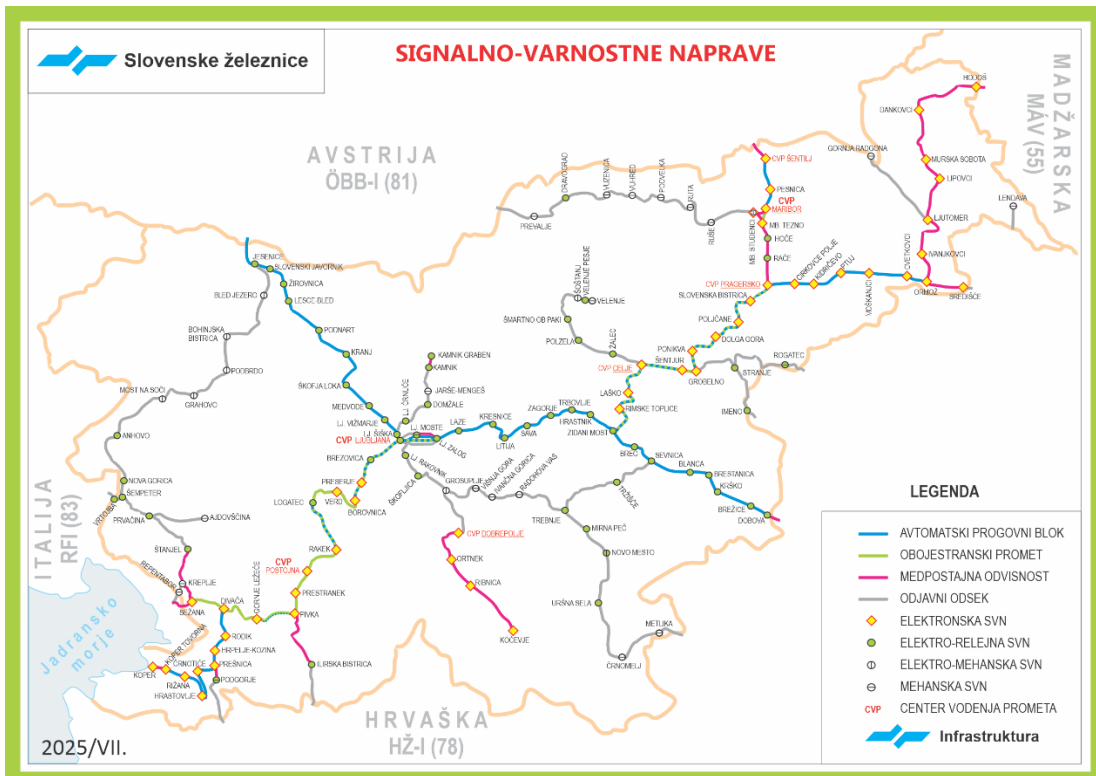 Slovenske železnice
SIGNALNO-VARNOSTNE NAPRAVE
AVSTRIJA
ÖBB-I (81)
MADŽARSKA
MÁV (55)
ITALIJA
RFI (83)
HRVAŠKA
HŽ-I (78)
Jadransko
morje
HODOŠ
DANKOVCI
MURSKA SOBOTA
LIPOVCI
GORNJA RADGONA
LJUTOMER
LENDAVA
IVANJKOVCI
CVETKOVCI
ORMOŽ
SREDIŠČE
MOŠKANJCI
PTUJ
KIDRIČEVO
CIRKOVCE POLJE
CVP ŠENTILJ
PESNICA
CVP
MARIBOR
MB. TEZNO
MB. STUDENCI
HOČE
RAČE
CVP PRAGERSKO
RUŠE
RUTA
PODVELKA
VUHRED
VUZENICA
DRAVOGRAD
PREVALJE
SLOVENSKA BISTRICA
POLJČANE
DOLGA GORA
PONIKVA
ŠENTJUR
GROBELNO
STRANJE
ROGATEC
IMENO
CVP CELJE
ŠOŠTANJ
VELENJE PESJE
VELENJE
ŠMARTNO OB PAKI
POLZELA
ŽALEC
LAŠKO
RIMSKE TOPLICE
JESENICE
SLOVENSKI JAVORNIK
ŽIROVNICA
LESCE BLED
BLED JEZERO
BOHINJSKA
BISTRICA
PODBRDO
GRAHOVO
MOST NA SOČI
ANHOVO
PODNART
KRANJ
ŠKOFJA LOKA
MEDVODE
LJ. VIŽMARJE
LJ. ŠIŠKA
CVP LJUBLJANA
KAMNIK GRABEN
KAMNIK
JARŠE-MENGEŠ
DOMŽALE
LJ. ČRNUČE
LJ. MOSTE
LJ. ZALOG
LAZE
KRESNICE
LITIJA
SAVA
ZAGORJE
TRBOVLJE
HRASTNIK
ZIDANI MOST
BREG
SEVNICA
BLANCA
BRESTANICA
KRŠKO
BREŽICE
DOBOVA
LJ. RAKOVNIK
ŠKOFLJICA
GROSUPLJE
VIŠNJA GORA
IVANČNA GORICA
RADOHOVA VAS
TREBNJE
TRŽIŠČE
MIRNA PEČ
NOVO MESTO
URŠNA SELA
METLIKA
ČRNOMELJ
CVP DOBREPOLJE
ORTNEK
RIBNICA
KOČEVJE
BREZOVICA
PRESERJE
BOROVNICA
VERD
LOGATEC
RAKEK
CVP
POSTOJNA
PRESTRANEK
PIVKA
ILIRSKA BISTRICA
GORNJE LEŽEČE
DIVAČA
NOVA GORICA
ŠEMPETER
VRTOJBA
PRVAČINA
AJDOVŠČINA
ŠTANJEL
KREPLJE
REPENTABOR
SEŽANA
RODIK
HRPELJE-KOZINA
PREŠNICA
PODGORJE
ČRNOTIČE
KOPER TOVORNA
KOPER
RIŽANA
HRASTOVLJE
LEGENDA
AVTOMATSKI PROGOVNI BLOK
OBOJESTRANSKI PROMET
MEDPOSTAJNA ODVISNOST
ODJAVNI ODSEK
ELEKTRONSKA SVN
ELEKTRO-RELEJNA SVN
ELEKTRO-MEHANSKA SVN
MEHANSKA SVN
CVP CENTER VODENJA PROMETA
Infrastruktura
2025/VII.